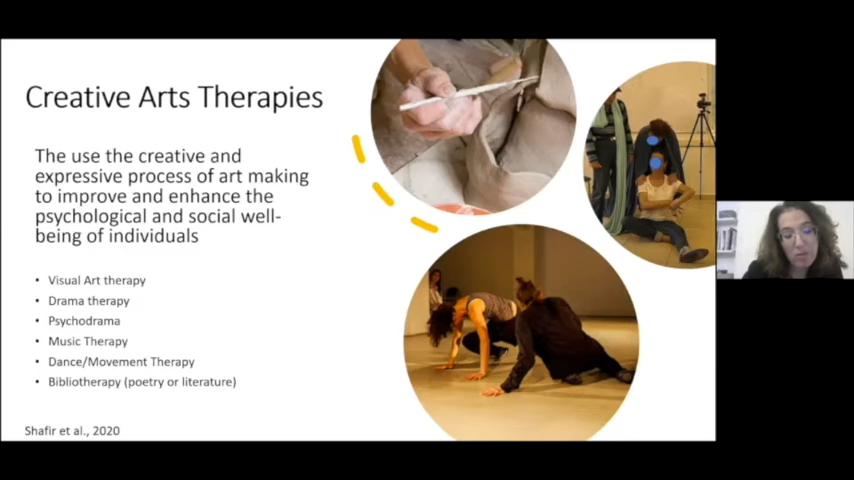 Creative Arts Therapies
The use the creative and
expressive process of art making
to improve and enhance the
psychological and social well-
being of individuals
• Visual Art therapy
• Drama therapy
• Psychodrama
• Music Therapy
• Dance/Movement Therapy
• Bibliotherapy (poetry or literature)
Shafir et al., 2020